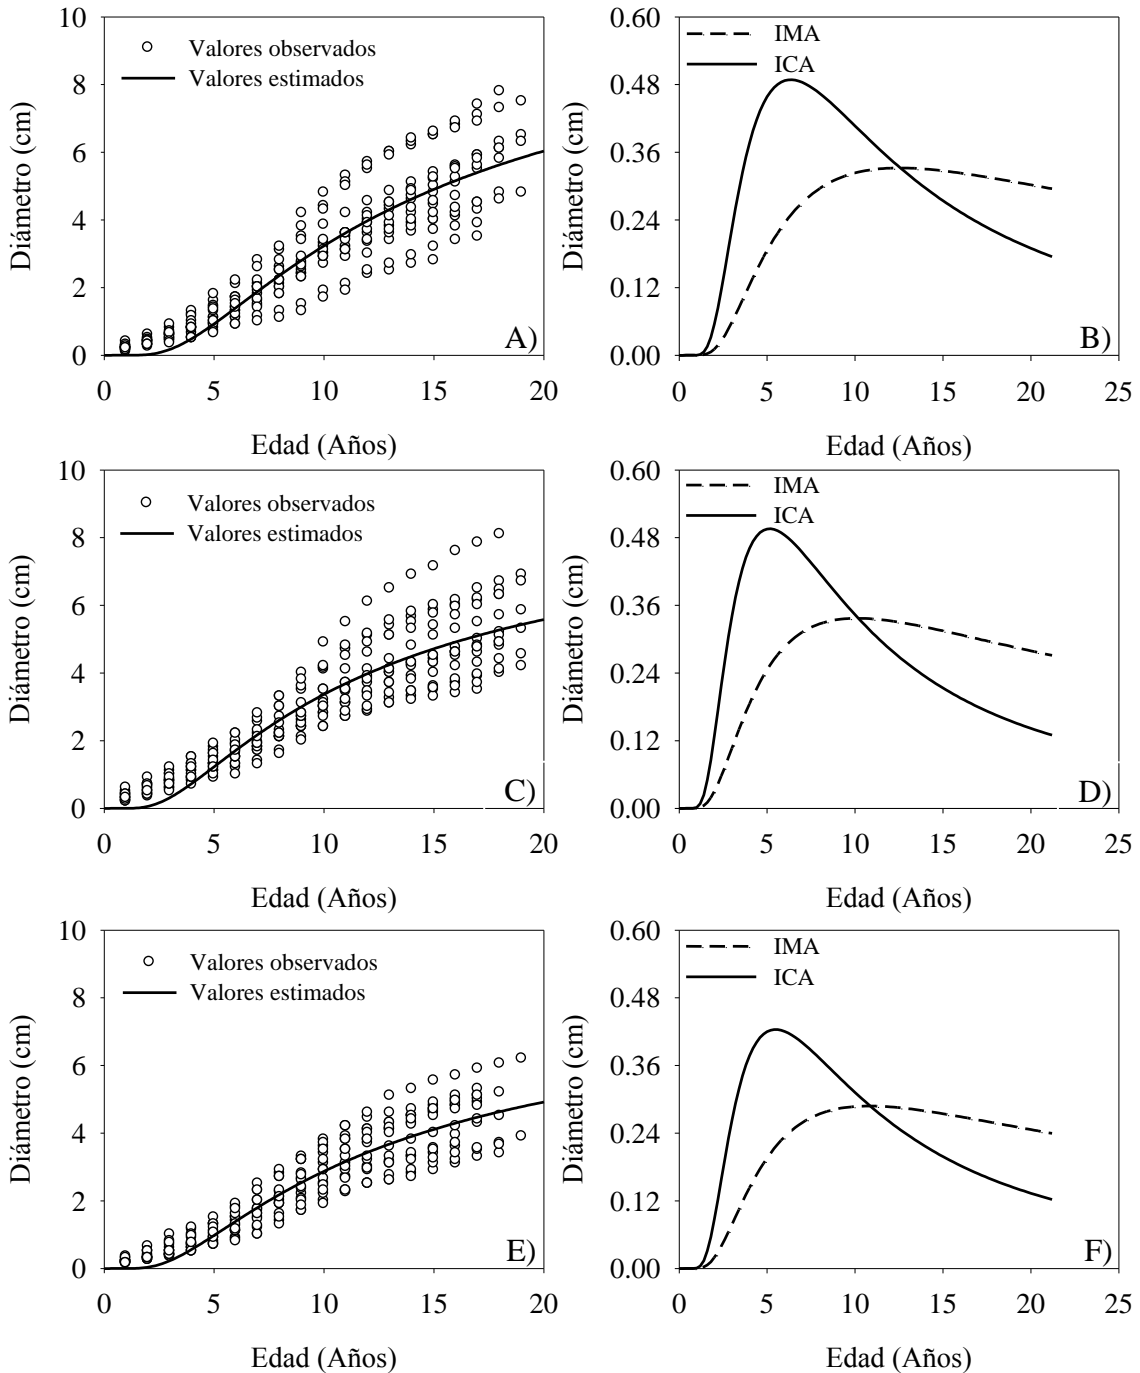 10
8
6
4
2
0
Diámetro (cm)
Valores observados
Valores estimados
A)
0 5 10 15 20
Edad (Años)
0.60
0.48
0.36
0.24
0.12
0.00
Diámetro (cm)
IMA
ICA
B)
0 5 10 15 20 25
Edad (Años)
10
8
6
4
2
0
Diámetro (cm)
Valores observados
Valores estimados
C)
0 5 10 15 20
Edad (Años)
0.60
0.48
0.36
0.24
0.12
0.00
Diámetro (cm)
IMA
ICA
D)
0 5 10 15 20 25
Edad (Años)
10
8
6
4
2
0
Diámetro (cm)
Valores observados
Valores estimados
E)
0 5 10 15 20
Edad (Años)
0.60
0.48
0.36
0.24
0.12
0.00
Diámetro (cm)
IMA
ICA
F)
0 5 10 15 20 25
Edad (Años)